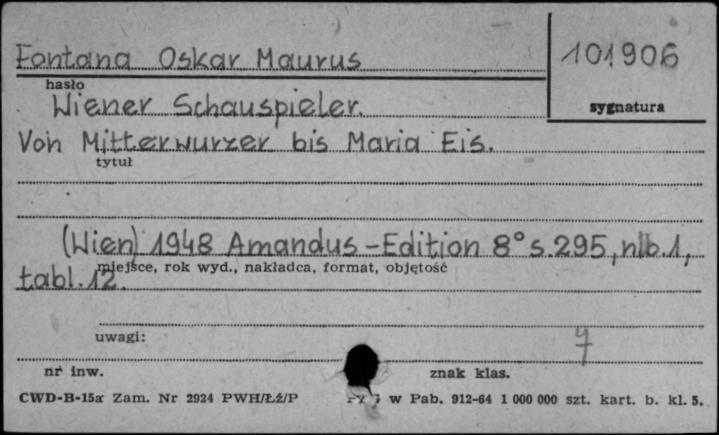 Fontana Oskar Maurus
101906
hasło
sygnatura
Wiener Schauspieler.
Von Mitterwurzer bis Maria Eis.
tytuł
(Wien) 1948 Amandus-Edition 8° s.295, nlb.1,
miejsce, rok wyd., nakładca, format, objętość
tabl.12.
uwagi:
nr inw.
znak klas.
CWD-B-15a Zam. Nr 2924 PWH/Łź/P w Pab. 912-64 1 000 000 szt. kart. b. kl. 5.